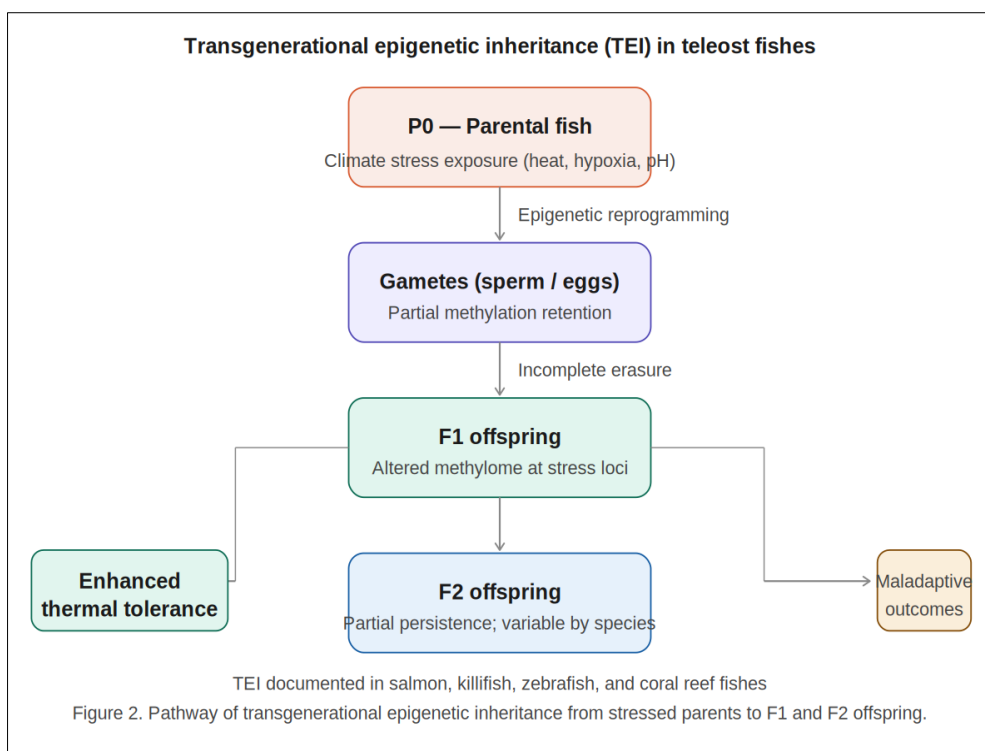 Transgenerational epigenetic inheritance (TEI) in teleost fishes
P0 — Parental fish
Climate stress exposure (heat, hypoxia, pH)
Epigenetic reprogramming
Gametes (sperm / eggs)
Partial methylation retention
Incomplete erasure
F1 offspring
Altered methylome at stress loci
Enhanced
thermal tolerance
F2 offspring
Partial persistence; variable by species
Maladaptive
outcomes
TEI documented in salmon, killifish, zebrafish, and coral reef fishes
Figure 2. Pathway of transgenerational epigenetic inheritance from stressed parents to F1 and F2 offspring.